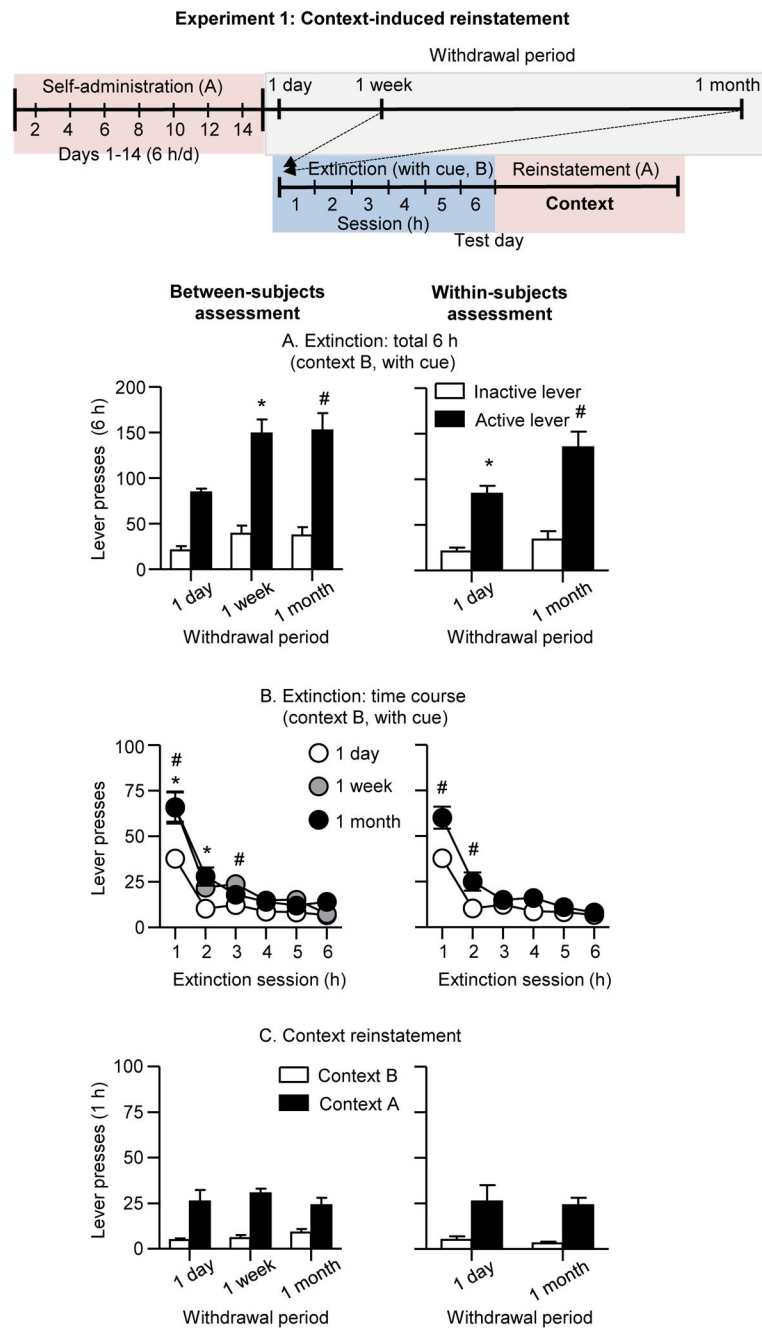 Experiment 1: Context-induced reinstatement
Withdrawal period
Self-administration (A)
1 day
1 week
1 month
2 4 6 8 10 12 14
Days 1-14 (6 h/d)
Extinction (with cue, B)
Reinstatement (A)
1 2 3 4 5 6
Context
Session (h)
Test day
Between-subjects
assessment
Within-subjects
assessment
A. Extinction: total 6 h
(context B, with cue)
Lever presses (6 h)
200
150
100
50
0
*
#
1 day
1 week
1 month
Withdrawal period
Inactive lever
Active lever
*
#
1 day
1 month
Withdrawal period
B. Extinction: time course
(context B, with cue)
Lever presses
100
75
50
25
0
#
*
*
#
1 day
1 week
1 month
1 2 3 4 5 6
Extinction session (h)
#
#
1 2 3 4 5 6
Extinction session (h)
C. Context reinstatement
Lever presses (1 h)
100
75
50
25
0
Context B
Context A
1 day
1 week
1 month
Withdrawal period
1 day
1 month
Withdrawal period